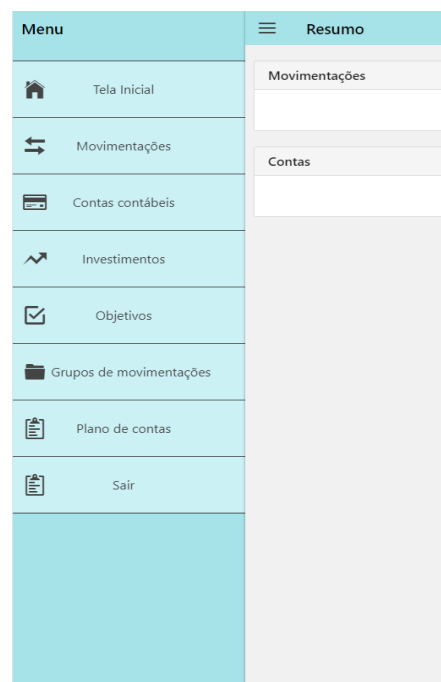 Menu
Tela Inicial
Movimentações
Contas contábeis
Investimentos
Objetivos
Grupos de movimentações
Plano de contas
Sair
Resumo
Movimentações
Contas